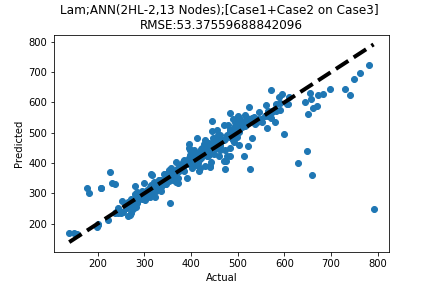 Lam;ANN(2HL-2,13 Nodes);[Case1+Case2 on Case3]
RMSE:53.37559688842096
800
700
600
500
400
300
200
Predicted
200 300 400 500 600 700 800
Actual